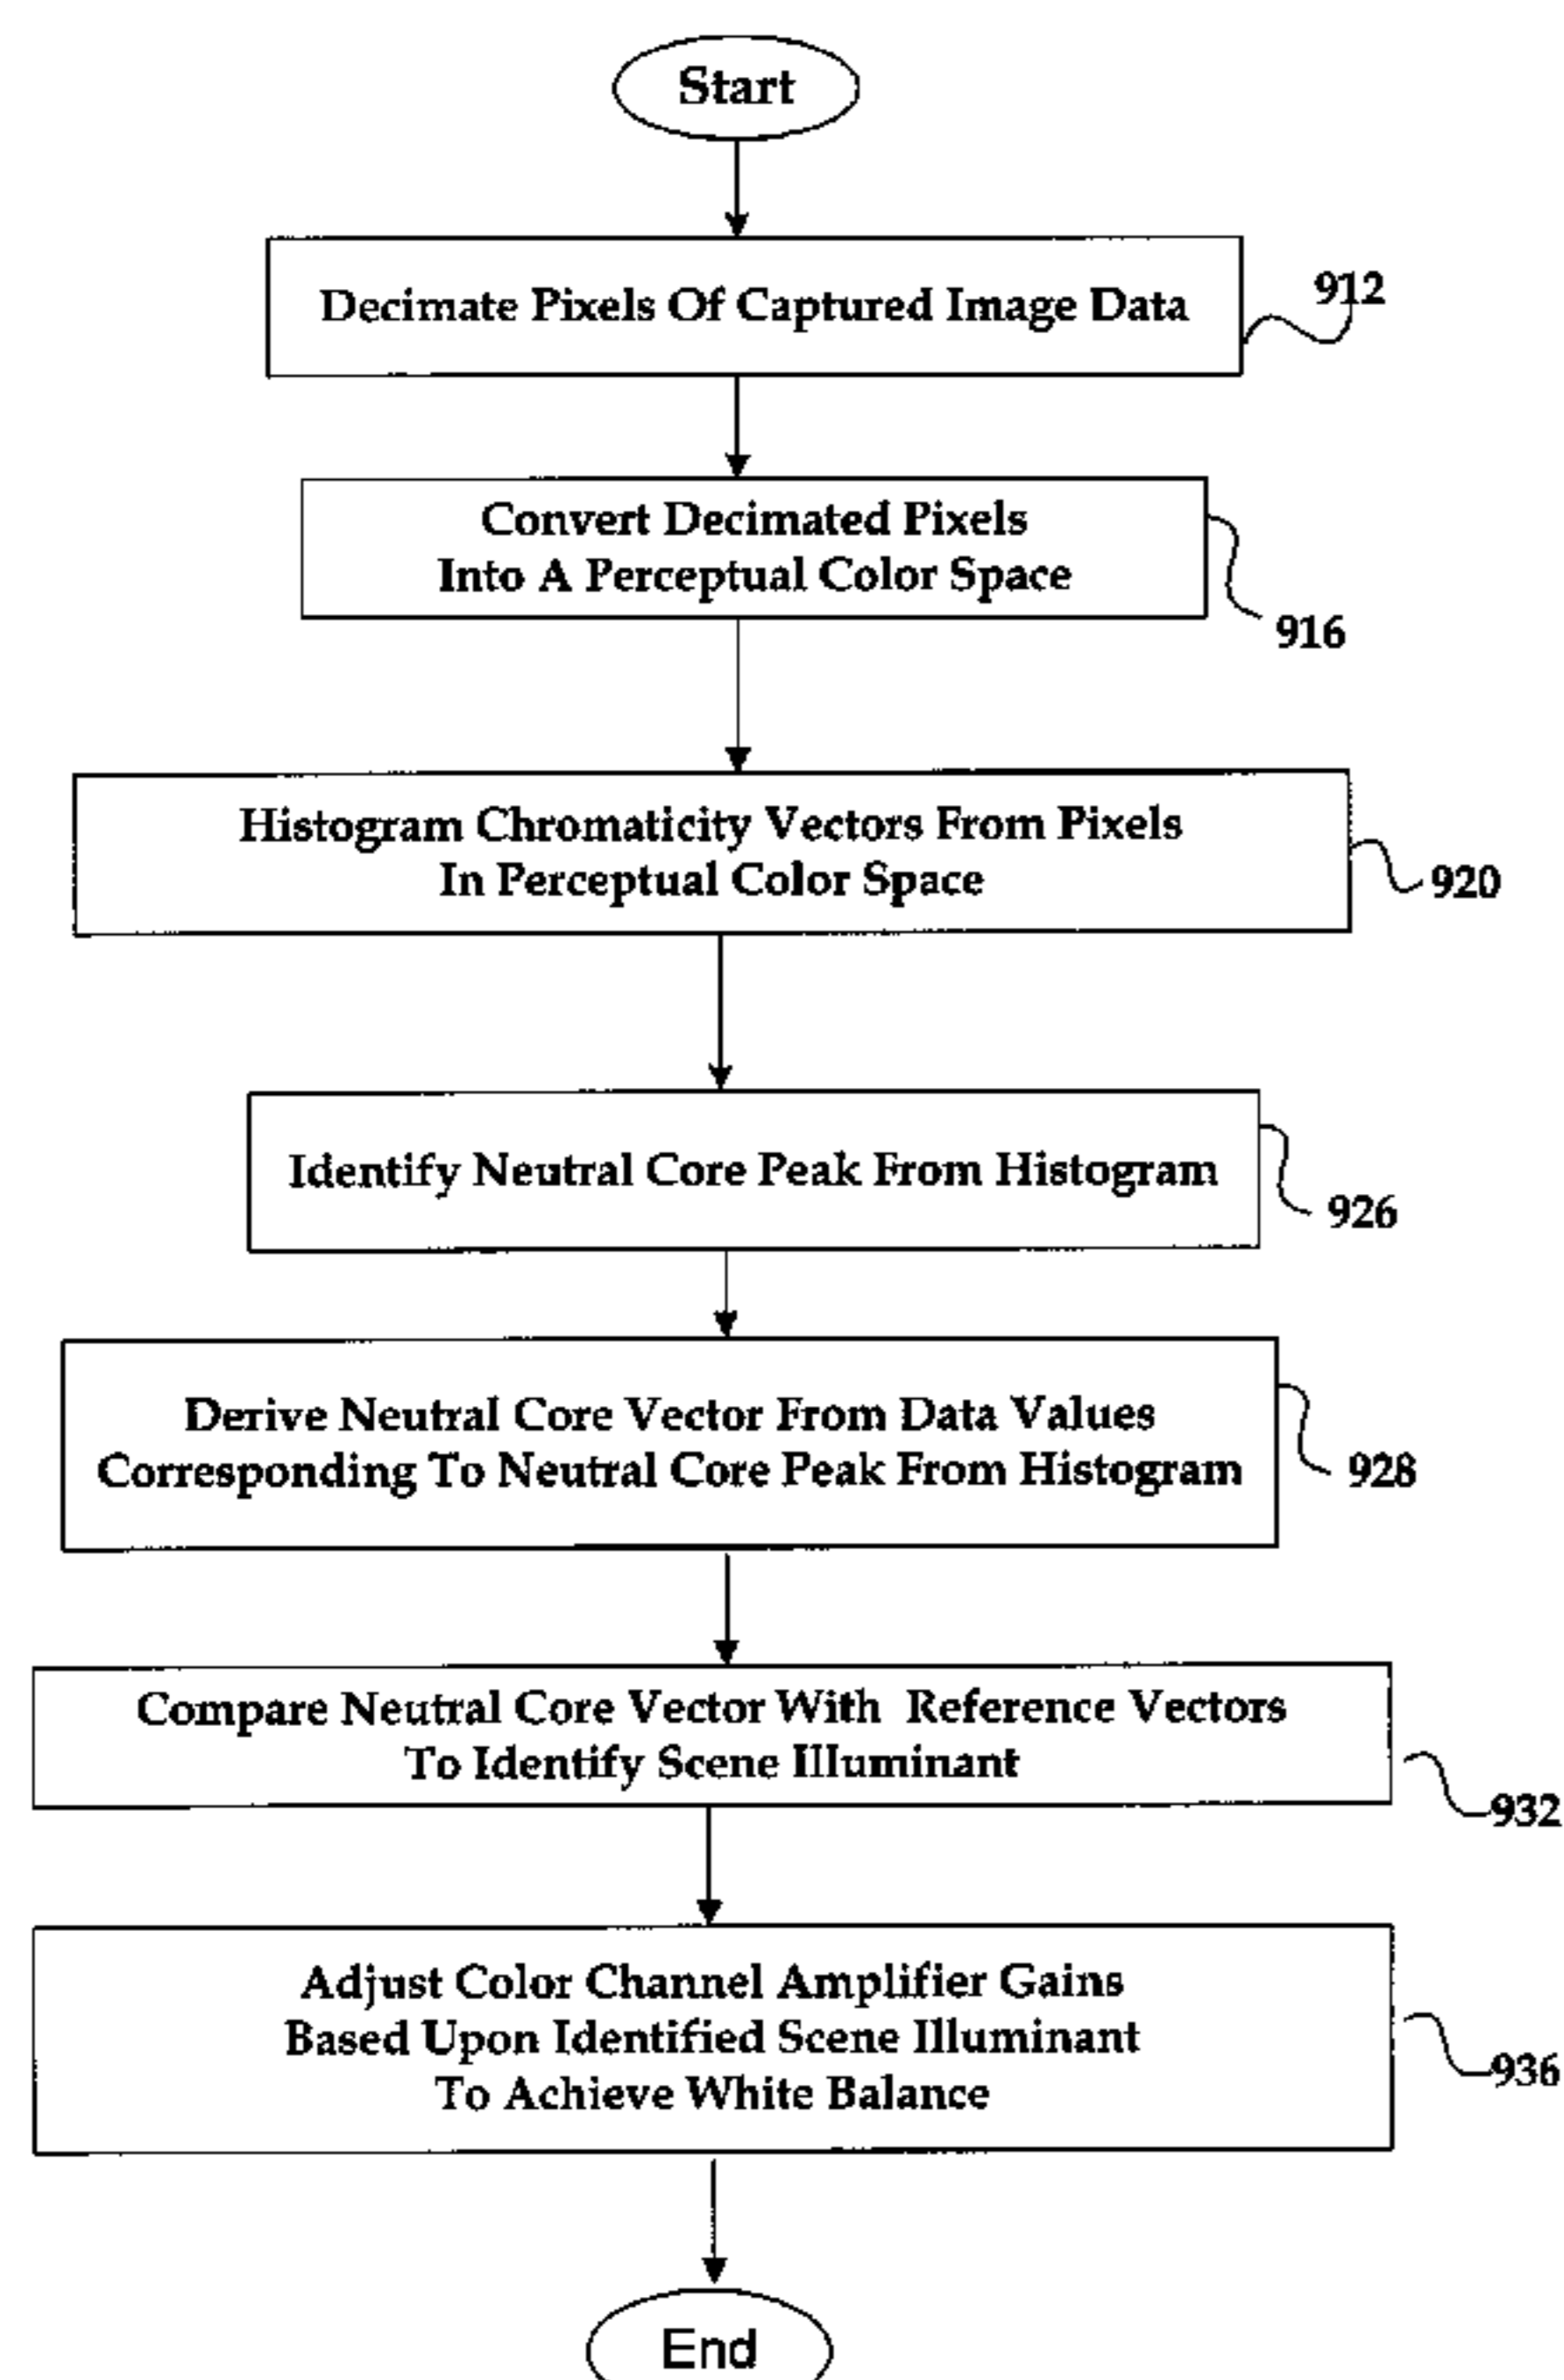 Start
Decimate Pixels Of Captured Image Data
912
Convert Decimated Pixels
Into A Perceptual Color Space
916
Histogram Chromaticity Vectors From Pixels
In Perceptual Color Space
920
Identify Neutral Core Peak From Histogram
926
Derive Neutral Core Vector From Data Values
Corresponding To Neutral Core Peak From Histogram
928
Compare Neutral Core Vector With Reference Vectors
To Identify Scene Illuminant
932
Adjust Color Channel Amplifier Gains
Based Upon Identified Scene Illuminant
To Achieve White Balance
936
End